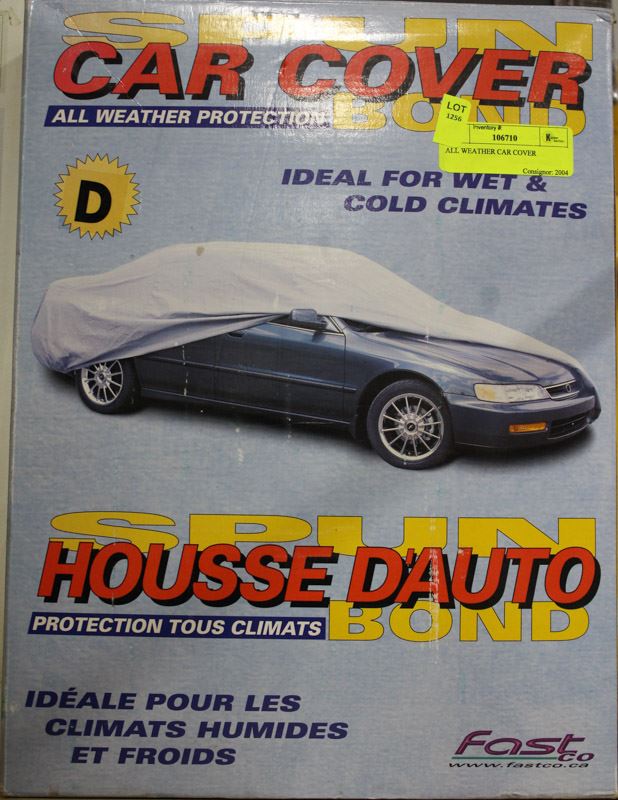 SPUN
CAR COVER
ALL WEATHER PROTECTION
BOND
LOT
1256
Inventory #:
106710
ALL WEATHER CAR COVER
Consignor: 2004
D
IDEAL FOR WET &
COLD CLIMATES
SPUN
HOUSSE D'AUTO
PROTECTION TOUS CLIMATS
BOND
IDÉALE POUR LES
CLIMATS HUMIDES
ET FROIDS
Fast
co
www.fastco.ca